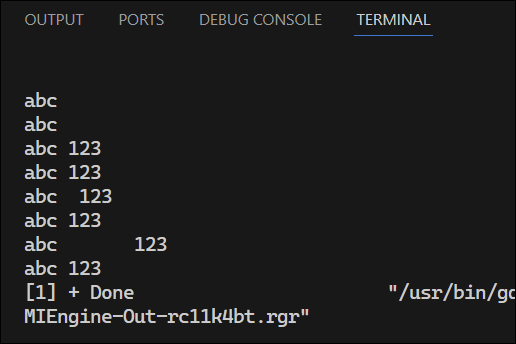 OUTPUT PORTS DEBUG CONSOLE TERMINAL
abc
abc
abc 123
abc 123
abc  123
abc 123
abc       123
abc 123
[1] + Done                       "/usr/bin/gd
MIEngine-Out-rc11k4bt.rgr"